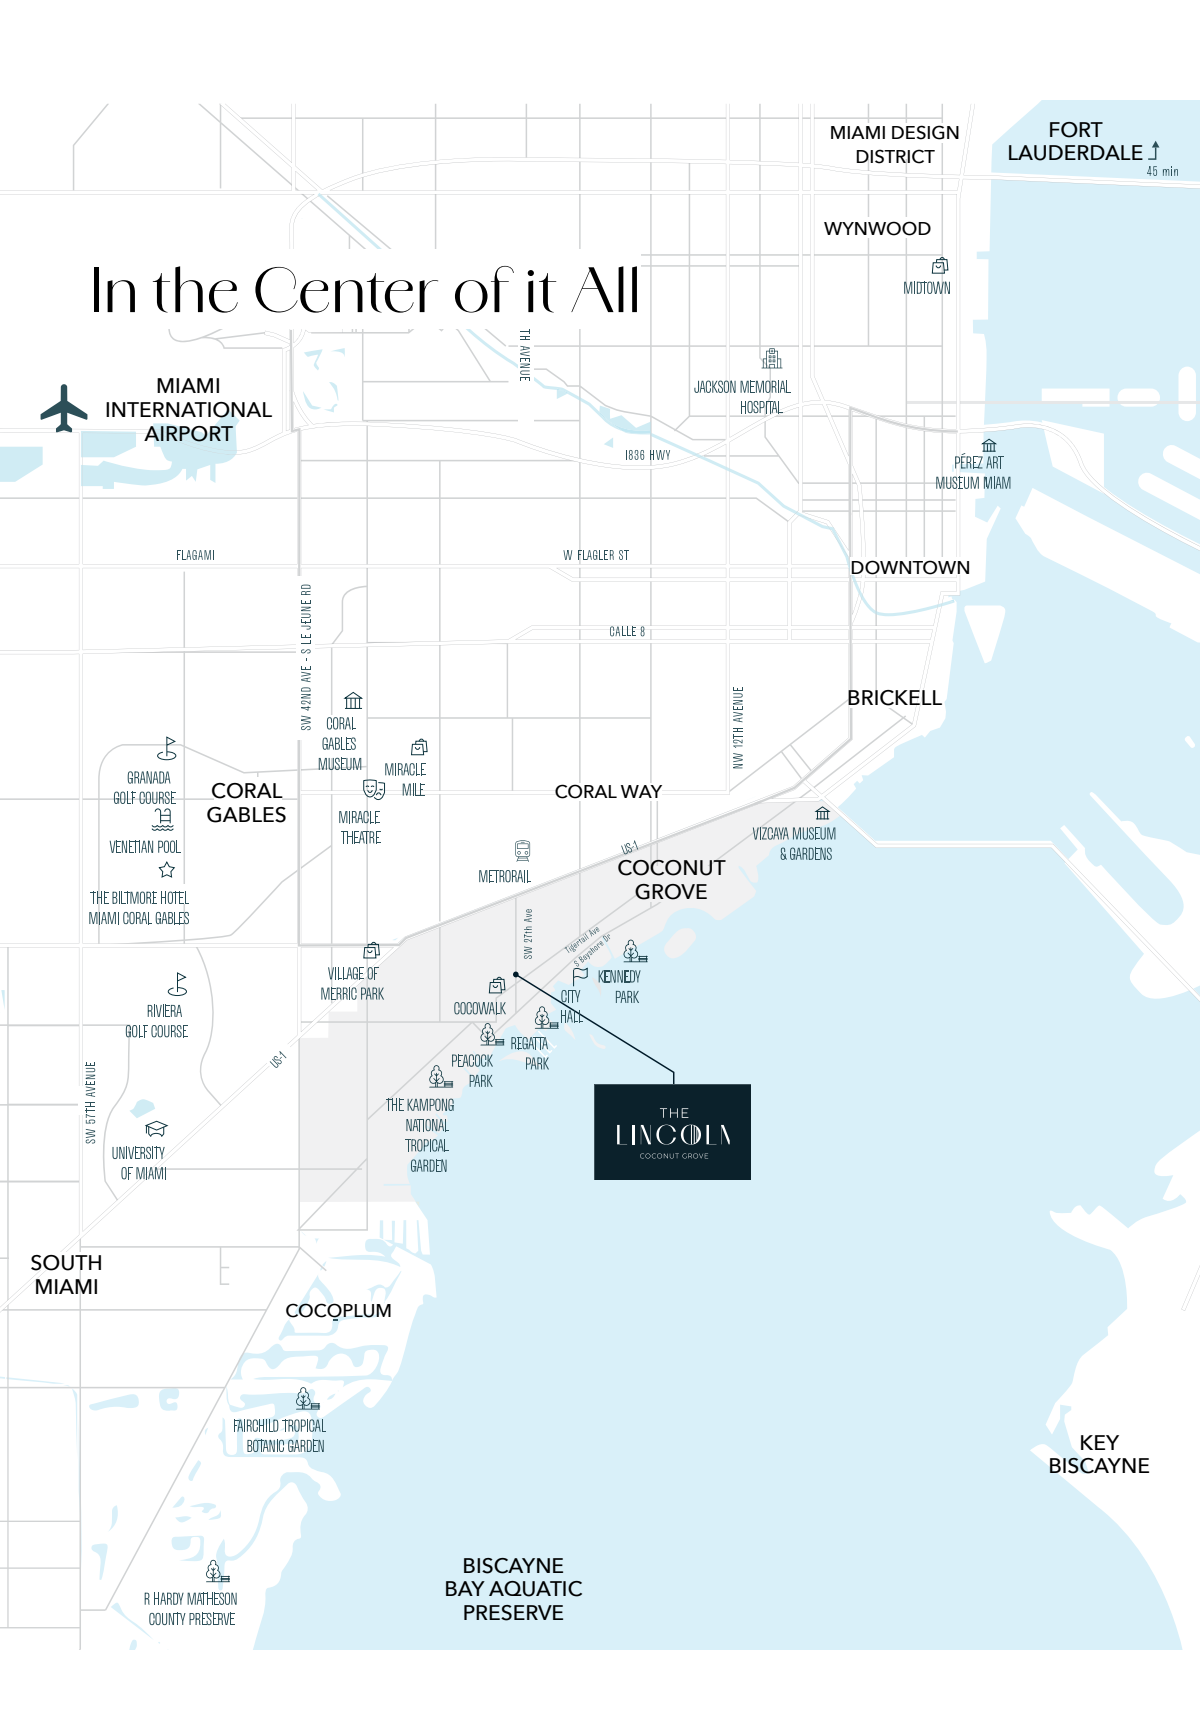 MIAMI DESIGN
DISTRICT
FORT
LAUDERDALE
45 min
WYNWOOD
MIDTOWN
In the Center of it All
TH AVENUE
JACKSON MEMORIAL
HOSPITAL
MIAMI
INTERNATIONAL
AIRPORT
1836 HWY
PÉREZ ART
MUSEUM MIAM
FLAGAMI
W FLAGLER ST
DOWNTOWN
SW 42ND AVE - S LE JEUNE RD
CALLE 8
BRICKELL
NW 12TH AVENUE
CORAL
GABLES
MUSEUM
MIRACLE
MILE
GRANADA
GOLF COURSE
CORAL
GABLES
CORAL WAY
MIRACLE
THEATRE
VENETIAN POOL
VIZCAYA MUSEUM
& GARDENS
US-1
METRORAIL
COCONUT
GROVE
THE BILTMORE HOTEL
MIAMI CORAL GABLES
SW 27th Ave
Tigertail Ave
S Bayshore Dr
VILLAGE OF
MERRIC PARK
KENNEDY
PARK
CITY
HALL
COCOWALK
RIVIERA
GOLF COURSE
REGATTA
PARK
PEACOCK
PARK
US-1
SW 57TH AVENUE
THE KAMPONG
NATIONAL
TROPICAL
GARDEN
THE
LINCOLN
COCONUT GROVE
UNIVERSITY
OF MIAMI
SOUTH
MIAMI
COCOPLUM
FAIRCHILD TROPICAL
BOTANIC GARDEN
KEY
BISCAYNE
BISCAYNE
BAY AQUATIC
PRESERVE
R HARDY MATHESON
COUNTY PRESERVE